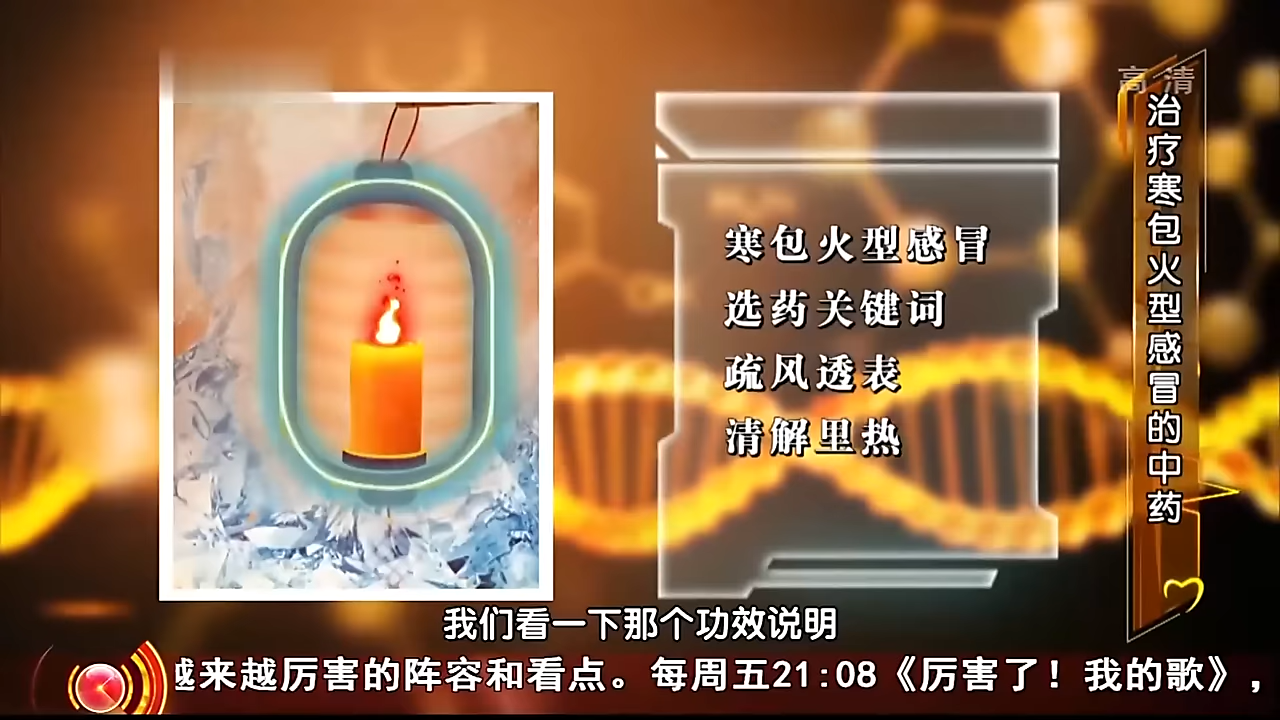 高清
治疗寒包火型感冒的中药
寒包火型感冒
选药关键词
疏风透表
清解里热
我们看一下那个功效说明
越来越厉害的阵容和看点。每周五21:08《厉害了！我的歌》，